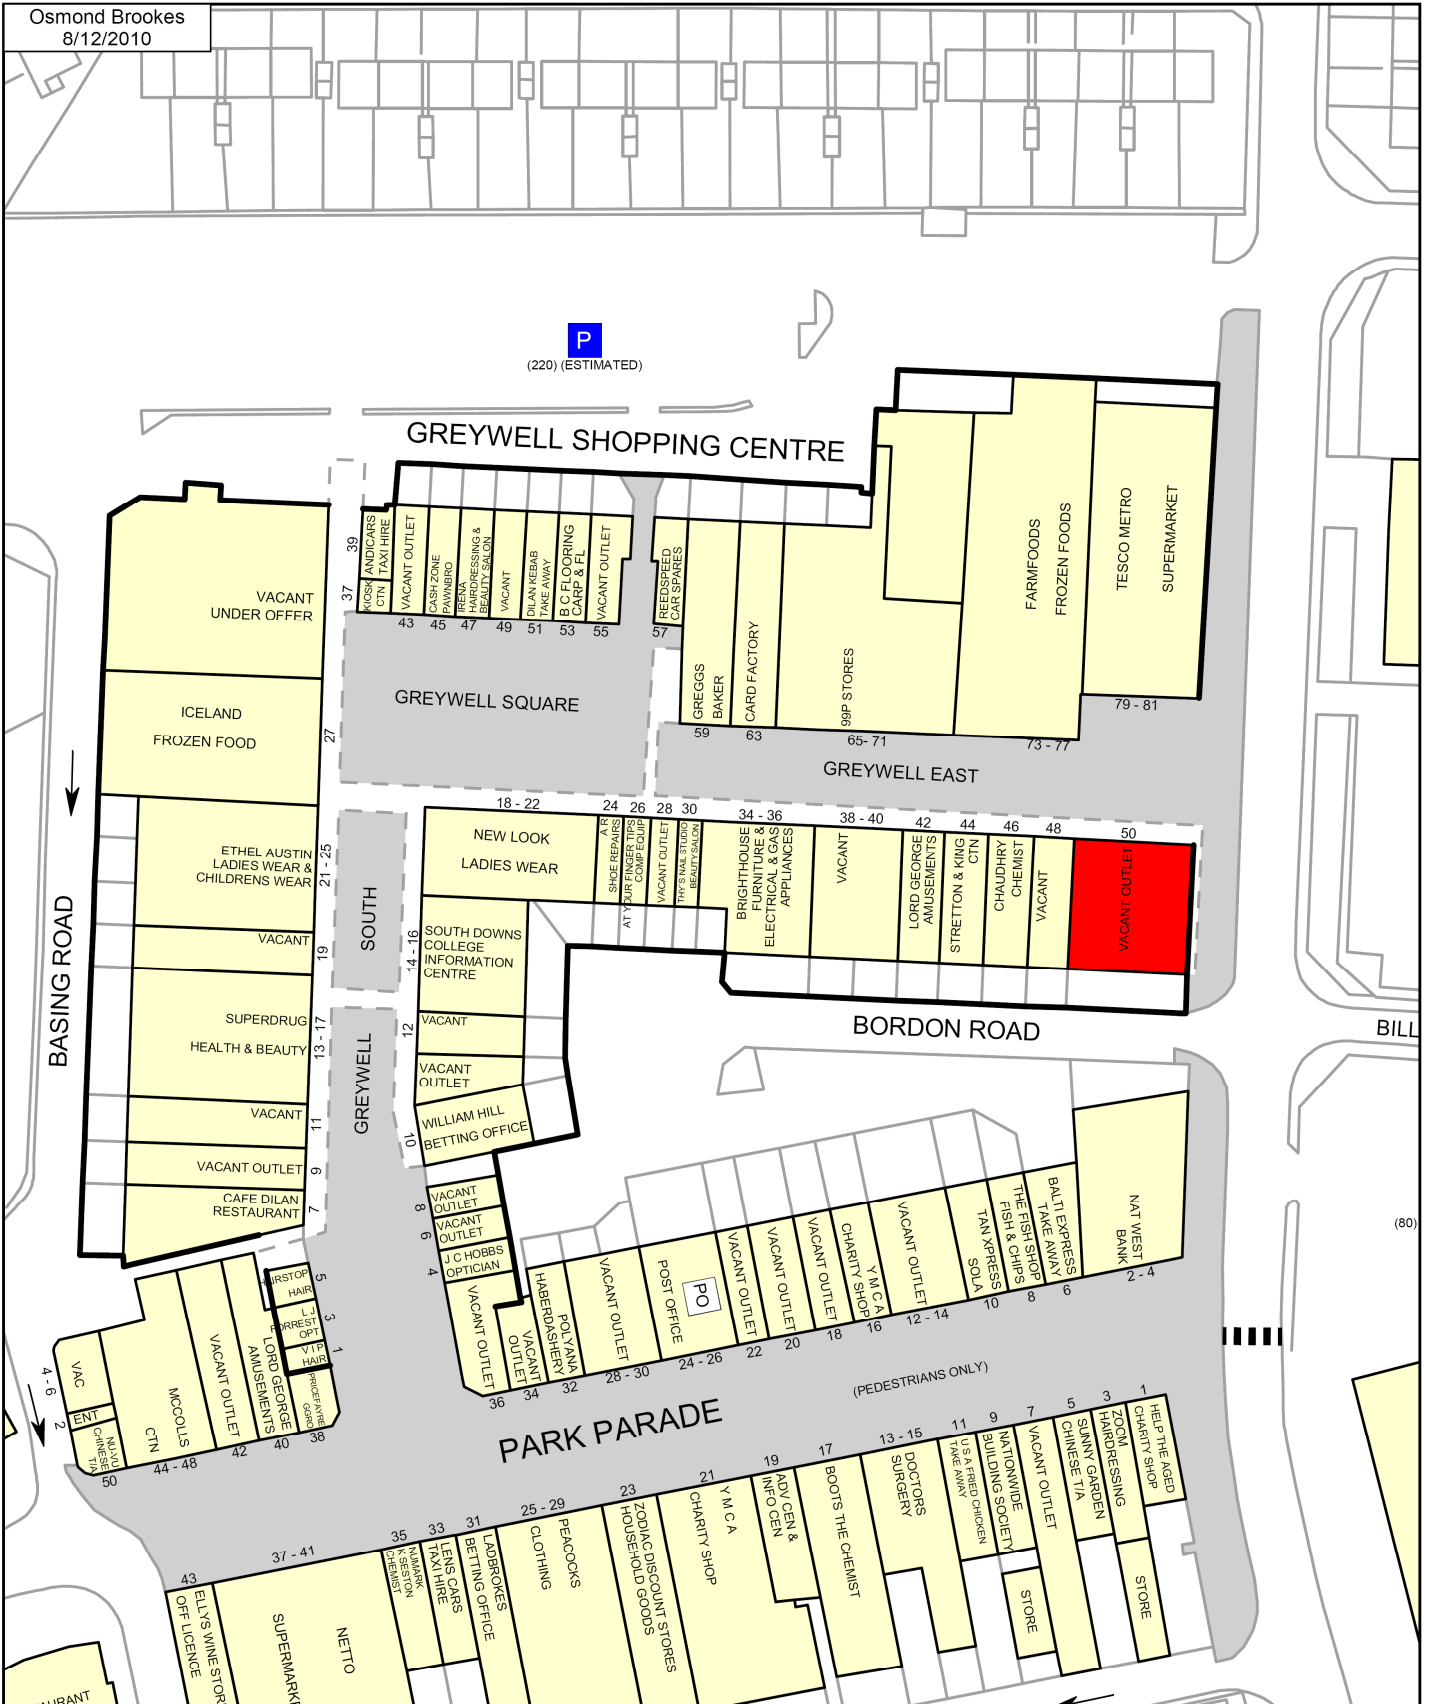 Osmond Brookes
8/12/2010
P
(220) (ESTIMATED)
GREYWELL SHOPPING CENTRE
VACANT
UNDER OFFER
ICELAND
FROZEN FOOD
27
ETHEL AUSTIN
LADIES WEAR &
CHILDRENS WEAR
21 - 25
VACANT
19
SUPERDRUG
HEALTH & BEAUTY
13 - 17
VACANT
11
VACANT OUTLET
9
CAFE DILAN
RESTAURANT
7
BASING ROAD
39
ANDICARS
TAXI HIRE
37
KIOSK
CTN
VACANT OUTLET
43
CASH ZONE
PAWNBRO
45
IRENA
HAIRDRESSING &
BEAUTY SALON
47
VACANT
49
DILAN KEBAB
TAKE AWAY
51
B C FLOORING
CARP & FL
53
VACANT OUTLET
55
REEDSPEED
CAR SPARES
57
GREGGS
BAKER
59
CARD FACTORY
63
99P STORES
65- 71
FARMFOODS
FROZEN FOODS
73 - 77
TESCO METRO
SUPERMARKET
79 - 81
GREYWELL SQUARE
GREYWELL EAST
SOUTH
GREYWELL
18 - 22
NEW LOOK
LADIES WEAR
24
A R
SHOE REPAIRS
26
AT YOUR FINGER TIPS
COMP EQUIP
28
VACANT OUTLET
30
THY'S NAIL STUDIO
BEAUTY SALON
34 - 36
BRIGHTHOUSE
FURNITURE &
ELECTRICAL & GAS
APPLIANCES
38 - 40
VACANT
42
LORD GEORGE
AMUSEMENTS
44
STRETTON & KING
CTN
46
CHAUDHRY
CHEMIST
48
VACANT
50
VACANT OUTLET
14 - 16
SOUTH DOWNS
COLLEGE
INFORMATION
CENTRE
12
VACANT
VACANT
OUTLET
10
WILLIAM HILL
BETTING OFFICE
8
VACANT
OUTLET
6
VACANT
OUTLET
4
J C HOBBS
OPTICIAN
BORDON ROAD
BILL
(80)
VACANT OUTLET
36
VACANT
OUTLET
34
HABERDASHERY
POLYANA
32
VACANT OUTLET
28 - 30
POST OFFICE
PO
24 - 26
VACANT OUTLET
22
VACANT OUTLET
20
VACANT OUTLET
18
Y M C A
CHARITY SHOP
16
VACANT OUTLET
12 - 14
TAN XPRESS
SOLA
10
THE FISH SHOP
FISH & CHIPS
8
BALTI EXPRESS
TAKE AWAY
6
NAT WEST
BANK
2 - 4
HAIRSTOP
HAIR
5
L J
FORREST
OPT
3
V I P
HAIR
1
PRICEFAYRE
GGRO
38
LORD GEORGE
AMUSEMENTS
40
VACANT OUTLET
42
MCCOLLS
CTN
44 - 48
VAC
4 - 6
ENT
2
NU-VU
CHINESE
T/A
50
PARK PARADE
(PEDESTRIANS ONLY)
43
ELLYS WINE STOR
OFF LICENCE
37 - 41
NETTO
SUPERMARKE
35
NUMARK
K SESTON
CHEMIST
33
LENS CARS
TAXI HIRE
31
LADBROKES
BETTING OFFICE
25 - 29
PEACOCKS
CLOTHING
23
ZODIAC DISCOUNT STORES
HOUSEHOLD GOODS
21
Y M C A
CHARITY SHOP
19
ADV CEN &
INFO CEN
17
BOOTS THE CHEMIST
13 - 15
DOCTORS
SURGERY
11
U S A FRIED CHICKEN
TAKE AWAY
9
NATIONWIDE
BUILDING SOCIETY
7
VACANT OUTLET
STORE
5
SUNNY GARDEN
CHINESE T/A
3
ZOOM
HAIRDRESSING
STORE
1
HELP THE AGED
CHARITY SHOP
URANT